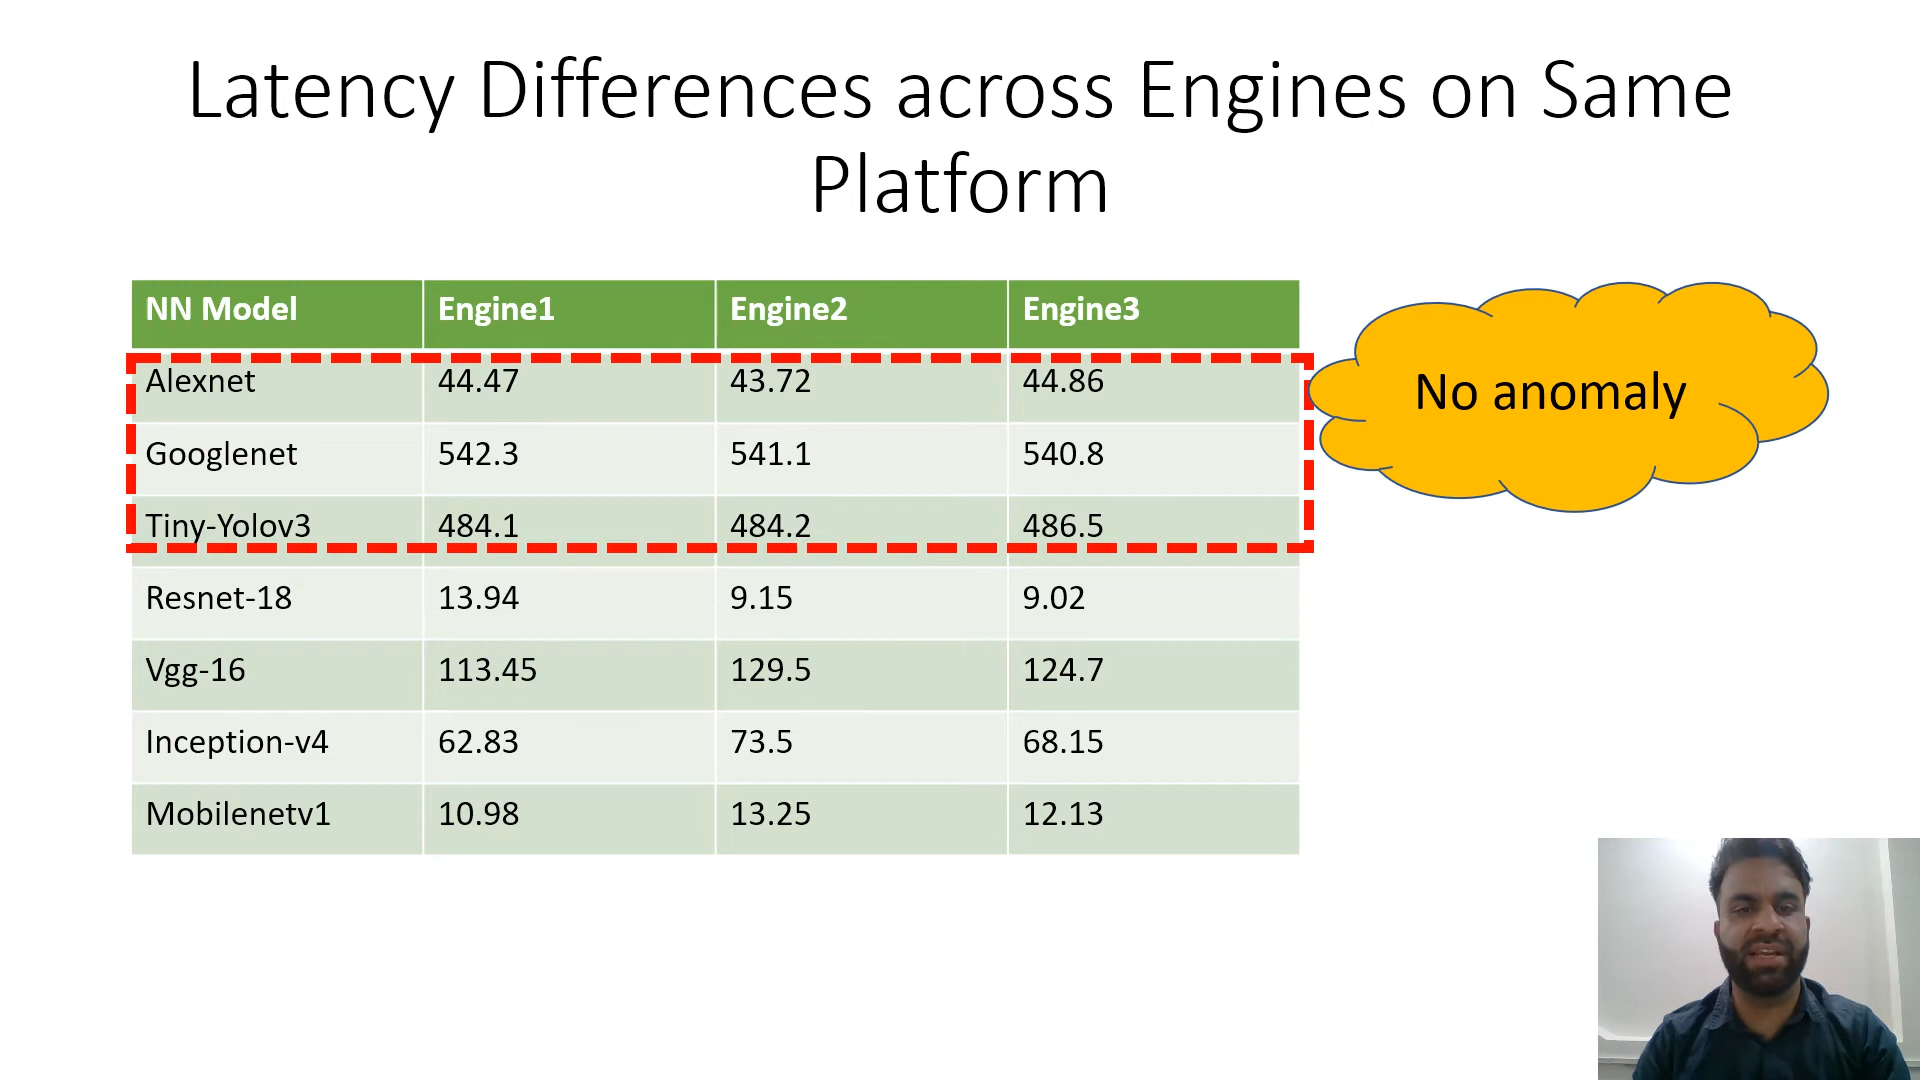 Latency Differences across Engines on Same
Platform
NN Model Engine1 Engine2 Engine3
Alexnet 44.47 43.72 44.86
Googlenet 542.3 541.1 540.8
Tiny-Yolov3 484.1 484.2 486.5
Resnet-18 13.94 9.15 9.02
Vgg-16 113.45 129.5 124.7
Inception-v4 62.83 73.5 68.15
Mobilenetv1 10.98 13.25 12.13
No anomaly